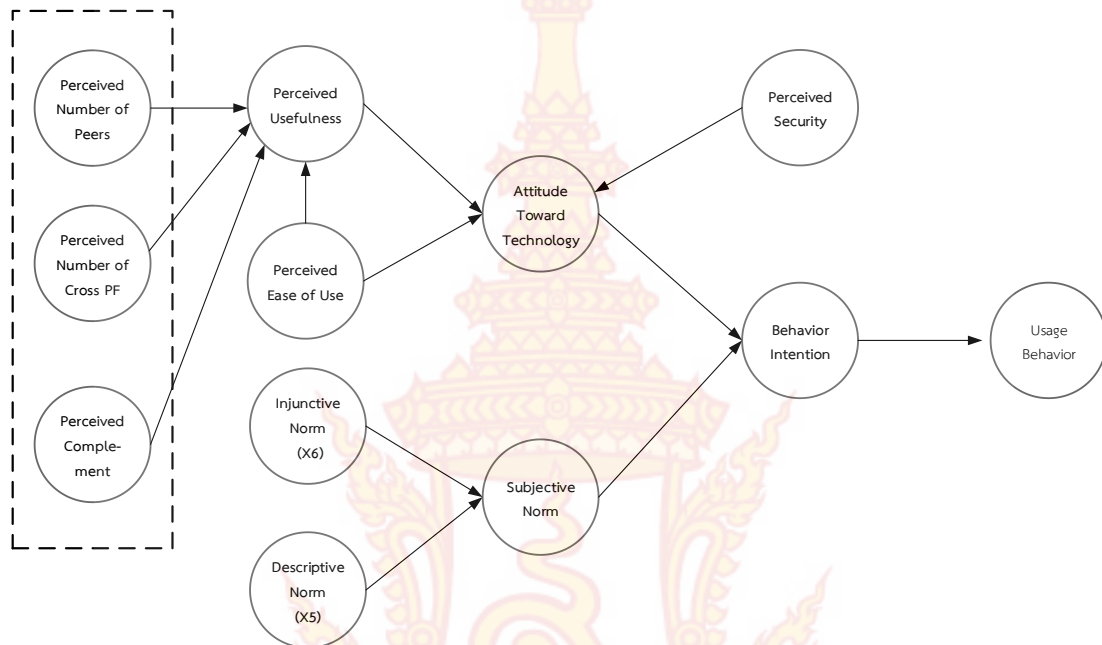 Perceived
Number of
Peers
Perceived
Usefulness
Perceived
Security
Attitude
Toward
Technology
Perceived
Number of
Cross PF
Perceived
Ease of Use
Behavior
Intention
Usage
Behavior
Perceived
Comple-
ment
Injunctive
Norm
(X6)
Subjective
Norm
Descriptive
Norm
(X5)